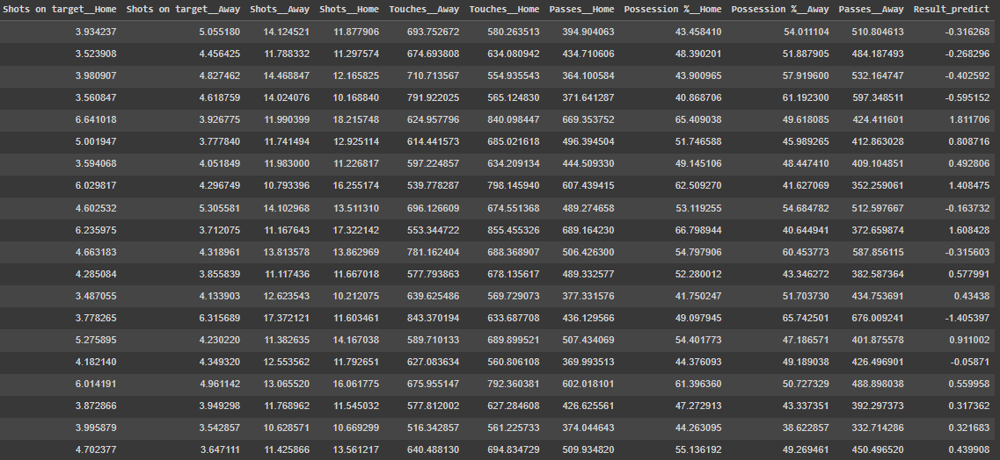 Shots on target__Home Shots on target__Away Shots__Away Shots__Home Touches__Away Touches__Home Passes__Home Possession %__Home Possession %__Away Passes__Away Result_predict
3.934237 5.055180 14.124521 11.877906 693.752672 580.263513 394.904063 43.458410 54.011104 510.804613 -0.316268
3.523908 4.456425 11.788332 11.297574 674.693808 634.080942 434.710606 48.390201 51.887905 484.187493 -0.268296
3.980907 4.827462 14.468847 12.165825 710.713567 554.935543 364.100584 43.900965 57.919600 532.164747 -0.402592
3.560847 4.618759 14.024076 10.168840 791.922025 565.124830 371.641287 40.868706 61.192300 597.348511 -0.595152
6.641018 3.926775 11.990399 18.215748 624.957796 840.098447 669.353752 65.409038 49.618085 424.411601 1.811706
5.001947 3.777840 11.741494 12.925114 614.441573 685.021618 496.394504 51.746588 45.989265 412.863028 0.808716
3.594068 4.051849 11.983000 11.226817 597.224857 634.209134 444.509330 49.145106 48.447410 409.104851 0.492806
6.029817 4.296749 10.793396 16.255174 539.778287 798.145940 607.439415 62.509270 41.627069 352.259061 1.408475
4.602532 5.305581 14.102968 13.511310 696.126609 674.551368 489.274658 53.119255 54.684782 512.597667 -0.163732
6.235975 3.712075 11.167643 17.322142 553.344722 855.455326 689.164230 66.798944 40.644941 372.659874 1.608428
4.663183 4.318961 13.813578 13.862969 781.162404 688.368907 506.426300 54.797906 60.453773 587.856115 -0.315603
4.285084 3.855839 11.117436 11.667018 577.793863 678.135617 489.332577 52.280012 43.346272 382.587364 0.577991
3.487055 4.133903 12.623543 10.212075 639.625486 569.729073 377.331576 41.750247 51.703730 434.753691 0.43438
3.778265 6.315689 17.372121 11.603461 843.370194 633.687708 436.129566 49.097945 65.742501 676.009241 -1.405397
5.275895 4.230220 11.382635 14.167038 589.710133 689.899521 507.434069 54.401773 47.186571 401.875578 0.911002
4.182140 4.349320 12.553562 11.792651 627.083634 560.806108 369.993513 44.376093 49.189038 426.496901 -0.05871
6.014191 4.961142 13.065520 16.061775 675.955147 792.360381 602.018101 61.396360 50.727329 488.898038 0.559958
3.872866 3.949298 11.768962 11.545032 577.812002 627.284608 426.625561 47.272913 43.337351 392.297373 0.317362
3.995879 3.542857 10.628571 10.669299 516.342857 561.225733 374.044643 44.263095 38.622857 332.714286 0.321683
4.702377 3.647111 11.425866 13.561217 640.488130 694.834729 509.934820 55.136192 49.269461 450.496520 0.439908